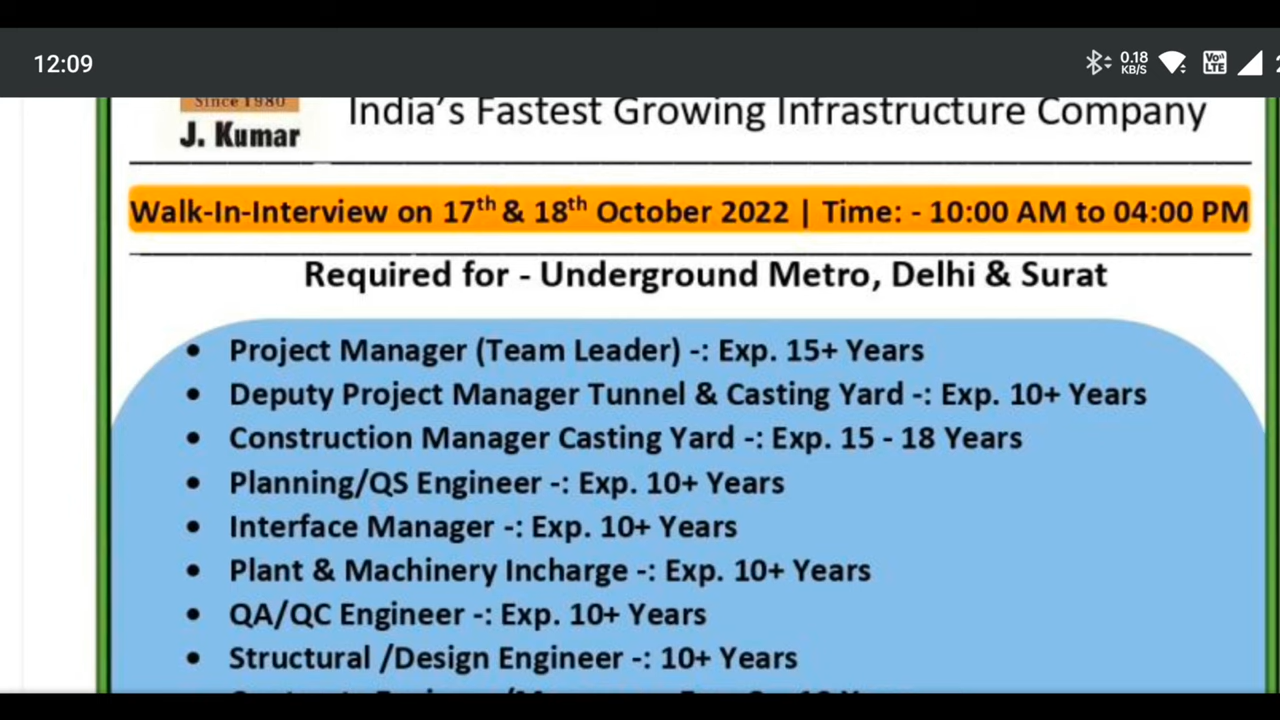 12:09
0.18
KB/S
Vo))
LTE
Since 1980
J. Kumar
India's Fastest Growing Infrastructure Company
Walk-In-Interview on 17th & 18th October 2022 | Time: - 10:00 AM to 04:00 PM
Required for - Underground Metro, Delhi & Surat
• Project Manager (Team Leader) -: Exp. 15+ Years
• Deputy Project Manager Tunnel & Casting Yard -: Exp. 10+ Years
• Construction Manager Casting Yard -: Exp. 15 - 18 Years
• Planning/QS Engineer -: Exp. 10+ Years
• Interface Manager -: Exp. 10+ Years
• Plant & Machinery Incharge -: Exp. 10+ Years
• QA/QC Engineer -: Exp. 10+ Years
• Structural /Design Engineer -: 10+ Years